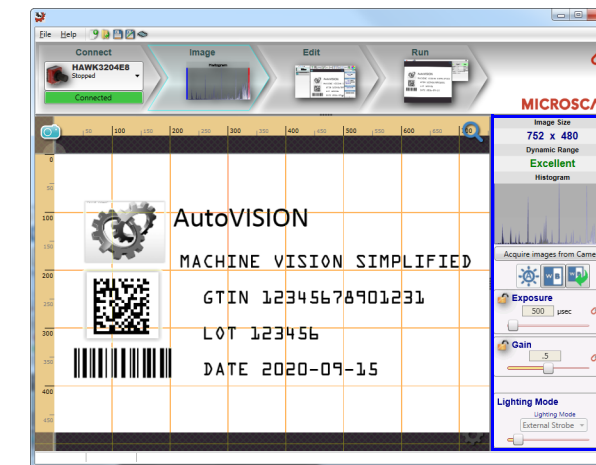 File Help
Connect
Image
Edit
Run
HAWK3204E8
Stopped
Connected
Histogram
MICROSCA
50 100 150 200 250 300 350 400 450 500 550 600 650
0
50
100
150
200
250
300
350
400
450
AutoVISION
MACHINE VISION SIMPLIFIED
GTIN 12345678901231
LOT 123456
DATE 2020-09-15
Image Size
752 x 480
Dynamic Range
Excellent
Histogram
Acquire images from Came
Exposure
500 µsec
Gain
.5
Lighting Mode
Lighting Mode
External Strobe